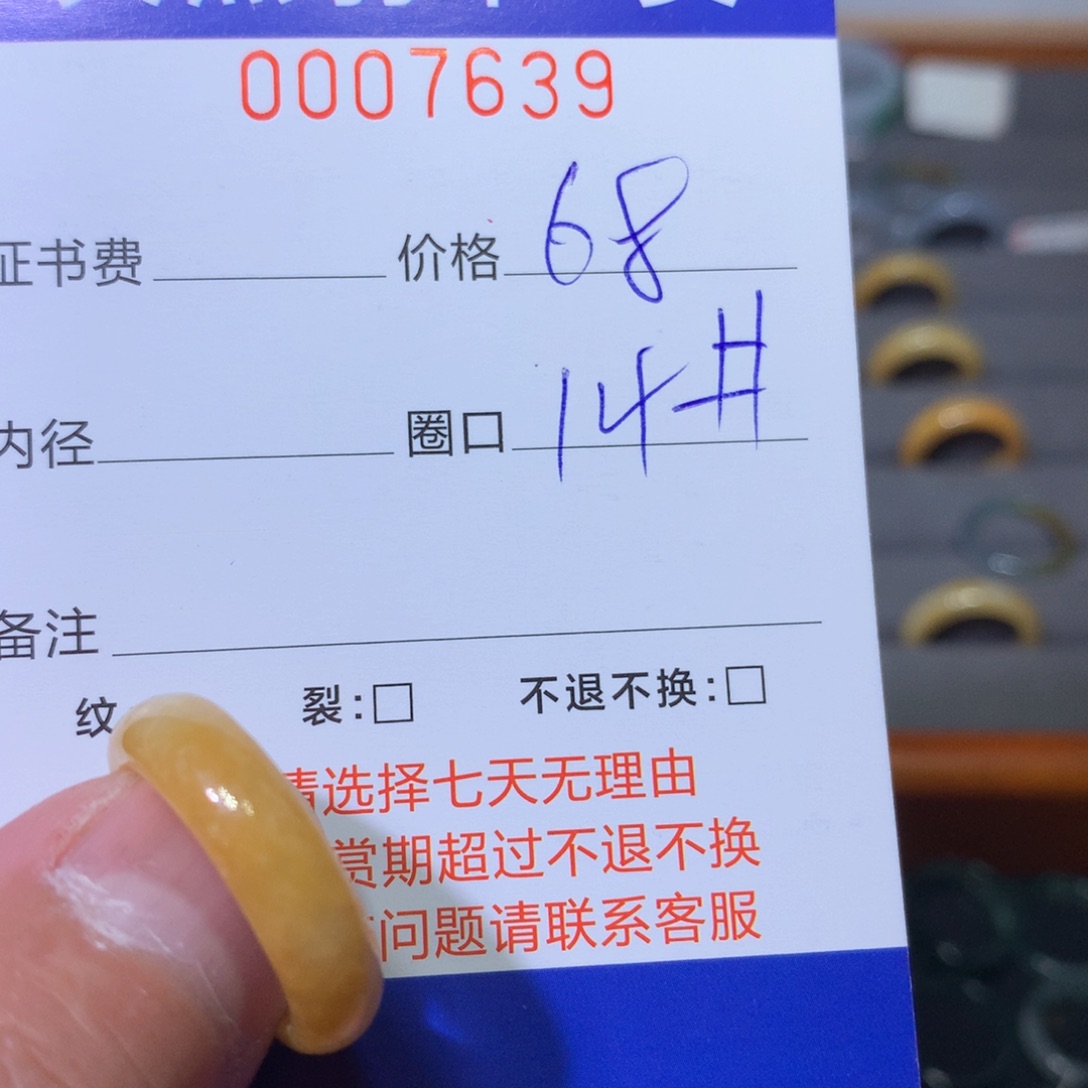 0007639
证书费 价格 68
内径 圈口 14#
备注
纹 裂:□ 不退不换:□
请选择七天无理由
赏期超过不退不换
问题请联系客服